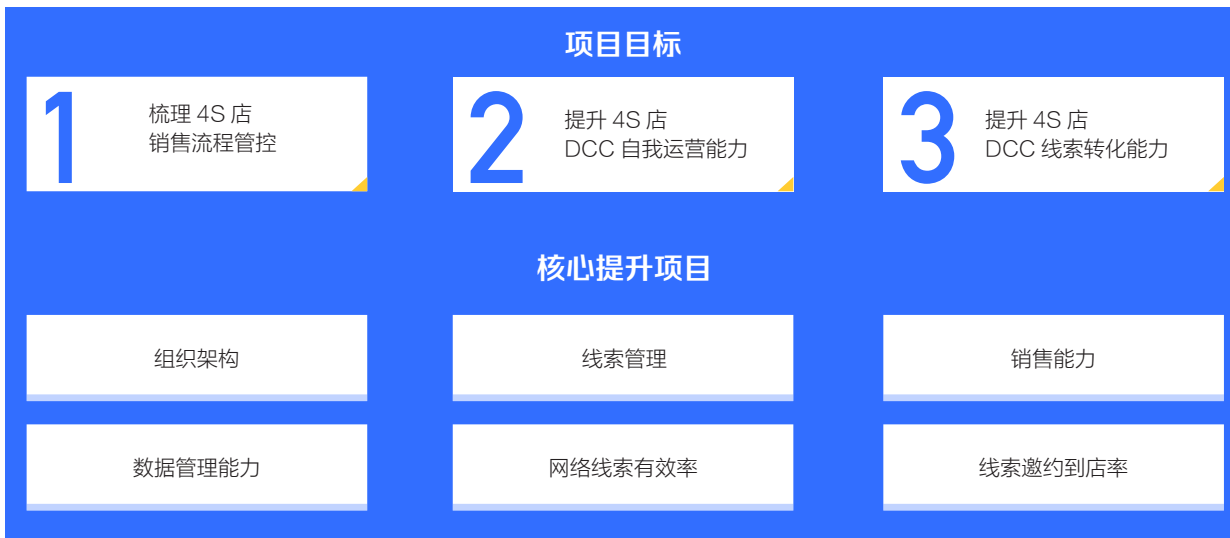 项目目标
1
梳理 4S 店
销售流程管控
2
提升 4S 店
DCC 自我运营能力
3
提升 4S 店
DCC 线索转化能力
核心提升项目
组织架构
线索管理
销售能力
数据管理能力
网络线索有效率
线索邀约到店率